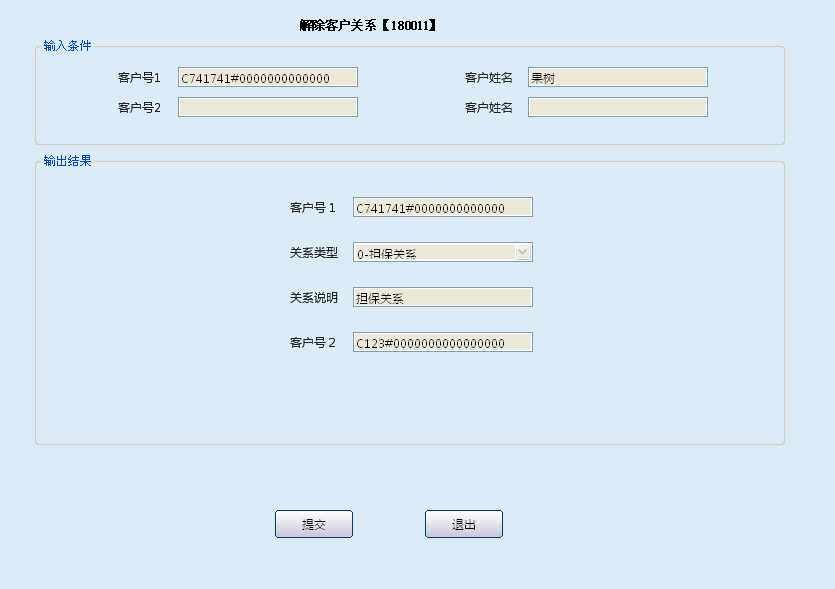 解除客户关系【180011】
输入条件
客户号1 C741741#0000000000000 客户姓名 果树
客户号2 客户姓名
输出结果
客户号１ C741741#0000000000000
关系类型 0-担保关系
关系说明 担保关系
客户号２ C123#0000000000000000
提交 退出